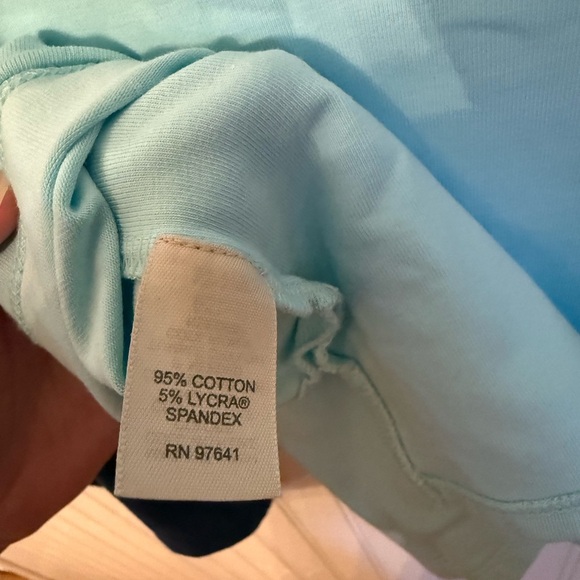 95% COTTON
5% LYCRA®
SPANDEX
RN 97641